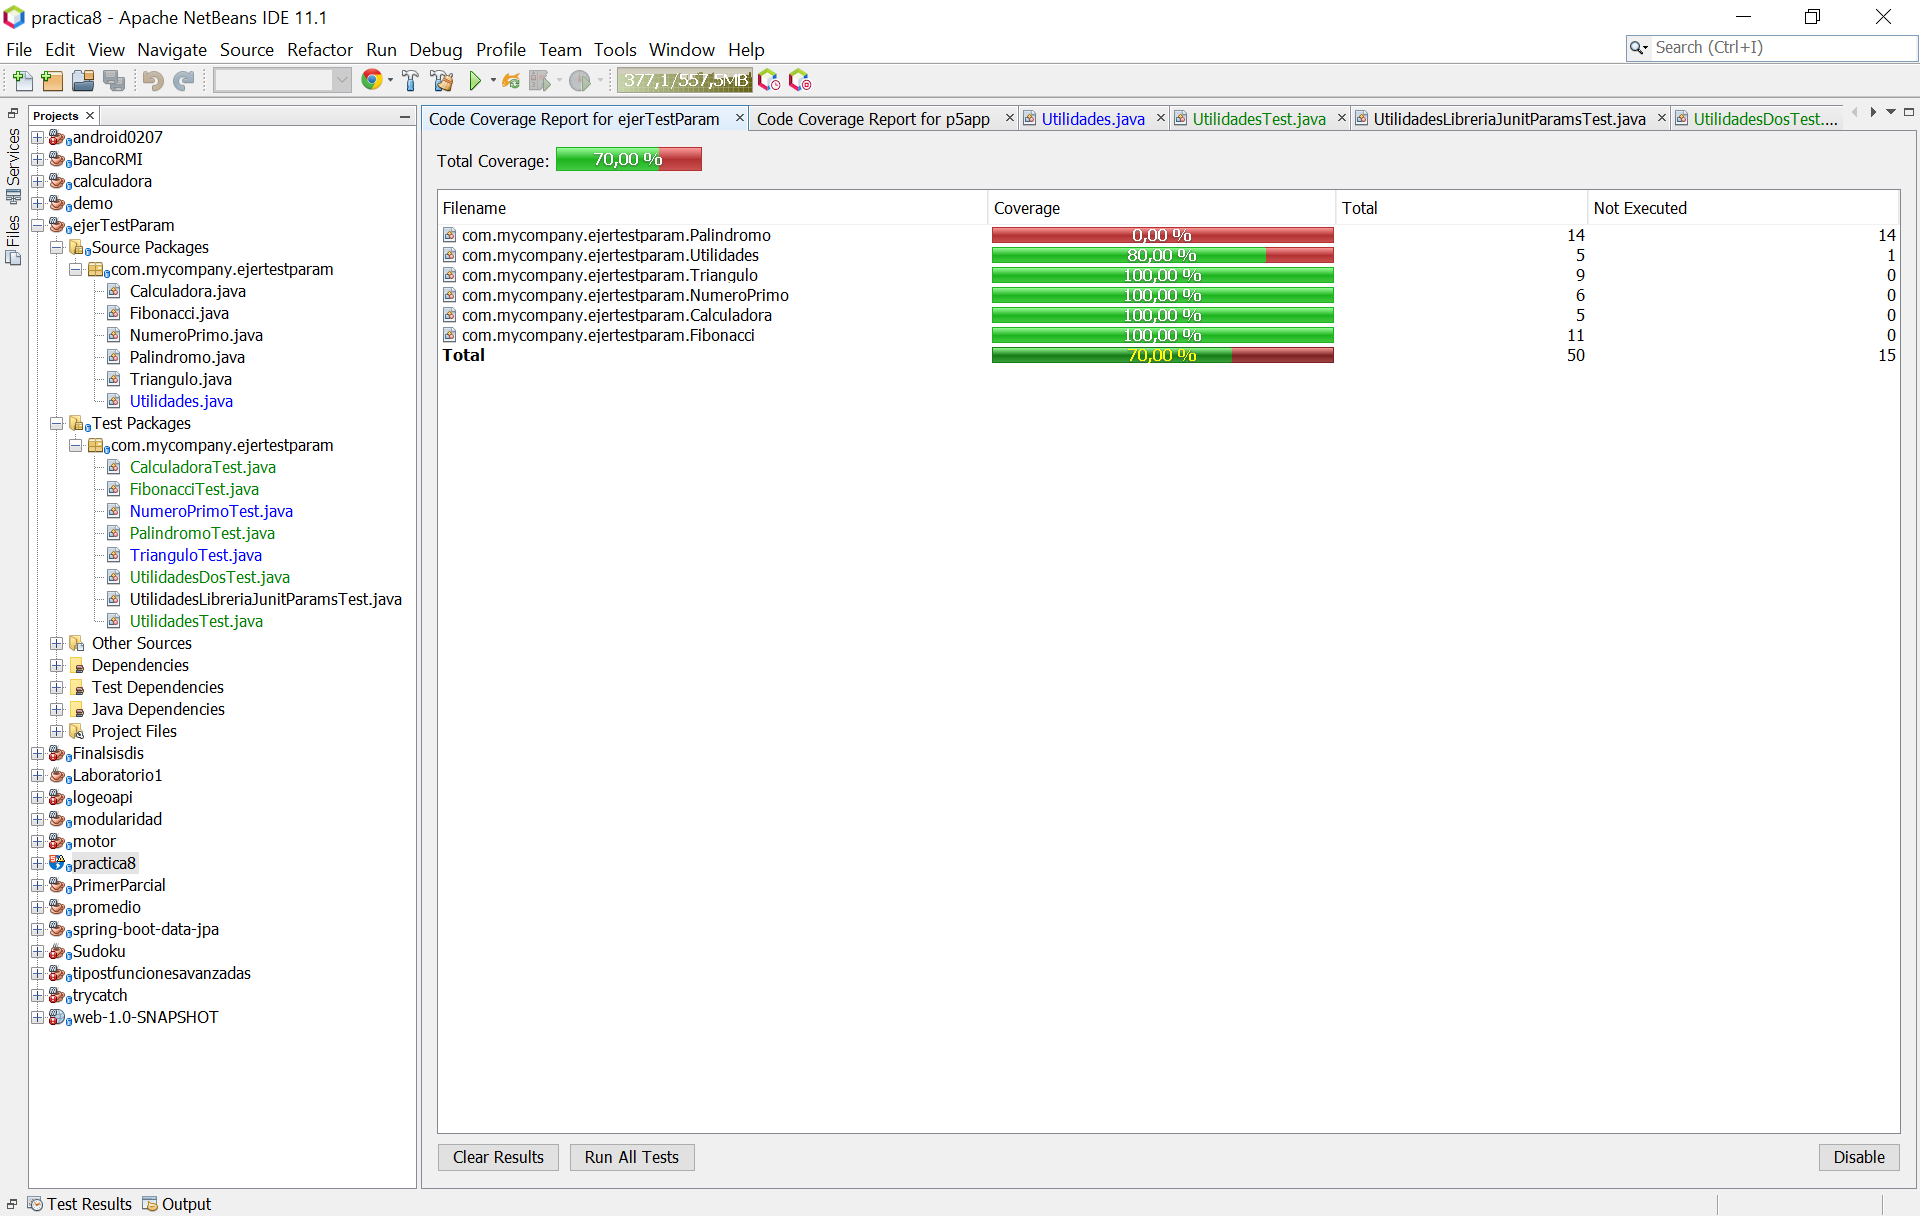 practica8 - Apache NetBeans IDE 11.1
File Edit View Navigate Source Refactor Run Debug Profile Team Tools Window Help
Search (Ctrl+I)
377,1/557,5MB
Services
Files
Projects
android0207
BancoRMI
calculadora
demo
ejerTestParam
Source Packages
com.mycompany.ejertestparam
Calculadora.java
Fibonacci.java
NumeroPrimo.java
Palindromo.java
Triangulo.java
Utilidades.java
Test Packages
com.mycompany.ejertestparam
CalculadoraTest.java
FibonacciTest.java
NumeroPrimoTest.java
PalindromoTest.java
TrianguloTest.java
UtilidadesDosTest.java
UtilidadesLibreriaJunitParamsTest.java
UtilidadesTest.java
Other Sources
Dependencies
Test Dependencies
Java Dependencies
Project Files
Finalsisdis
Laboratorio1
logeoapi
modularidad
motor
practica8
PrimerParcial
promedio
spring-boot-data-jpa
Sudoku
tipostfuncionesavanzadas
trycatch
web-1.0-SNAPSHOT
Code Coverage Report for ejerTestParam Code Coverage Report for p5app Utilidades.java UtilidadesTest.java UtilidadesLibreriaJunitParamsTest.java UtilidadesDosTest....
Total Coverage: 70,00 %
Filename Coverage Total Not Executed
com.mycompany.ejertestparam.Palindromo 0,00 % 14 14
com.mycompany.ejertestparam.Utilidades 80,00 % 5 1
com.mycompany.ejertestparam.Triangulo 100,00 % 9 0
com.mycompany.ejertestparam.NumeroPrimo 100,00 % 6 0
com.mycompany.ejertestparam.Calculadora 100,00 % 5 0
com.mycompany.ejertestparam.Fibonacci 100,00 % 11 0
Total 70,00 % 50 15
Clear Results Run All Tests Disable
Test Results Output